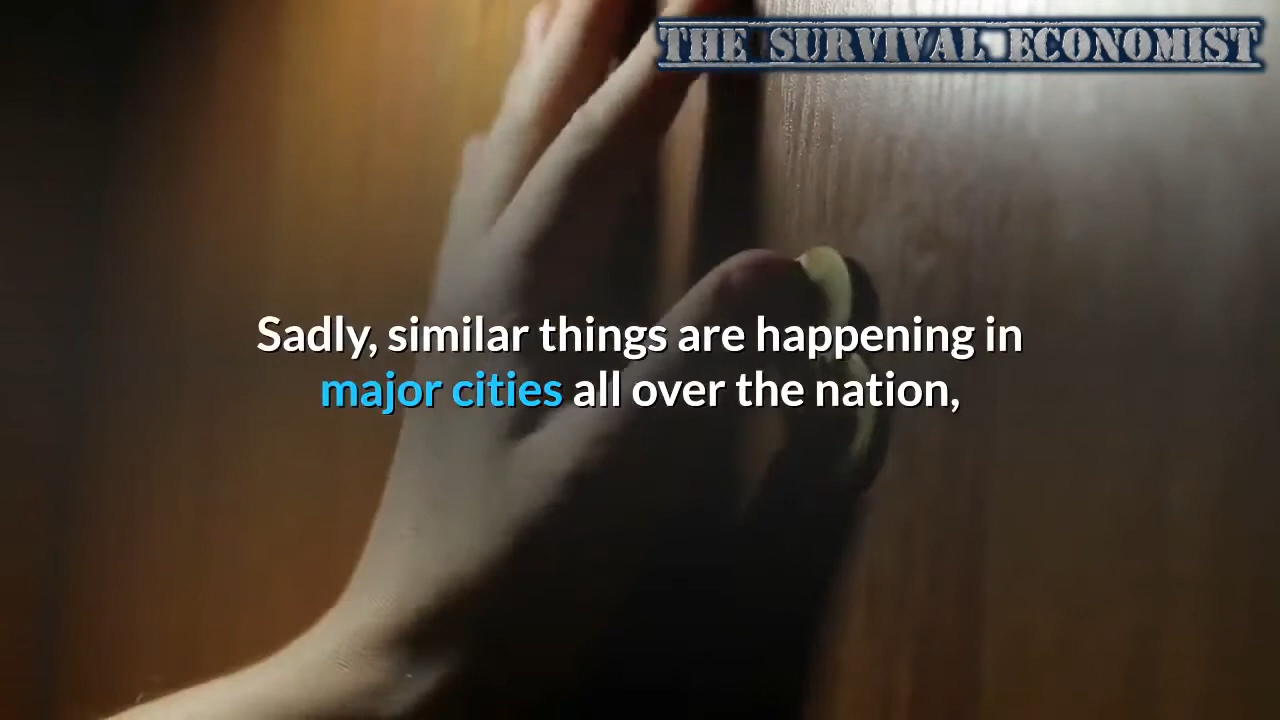 THE SURVIVAL ECONOMIST
Sadly, similar things are happening in
major cities all over the nation,